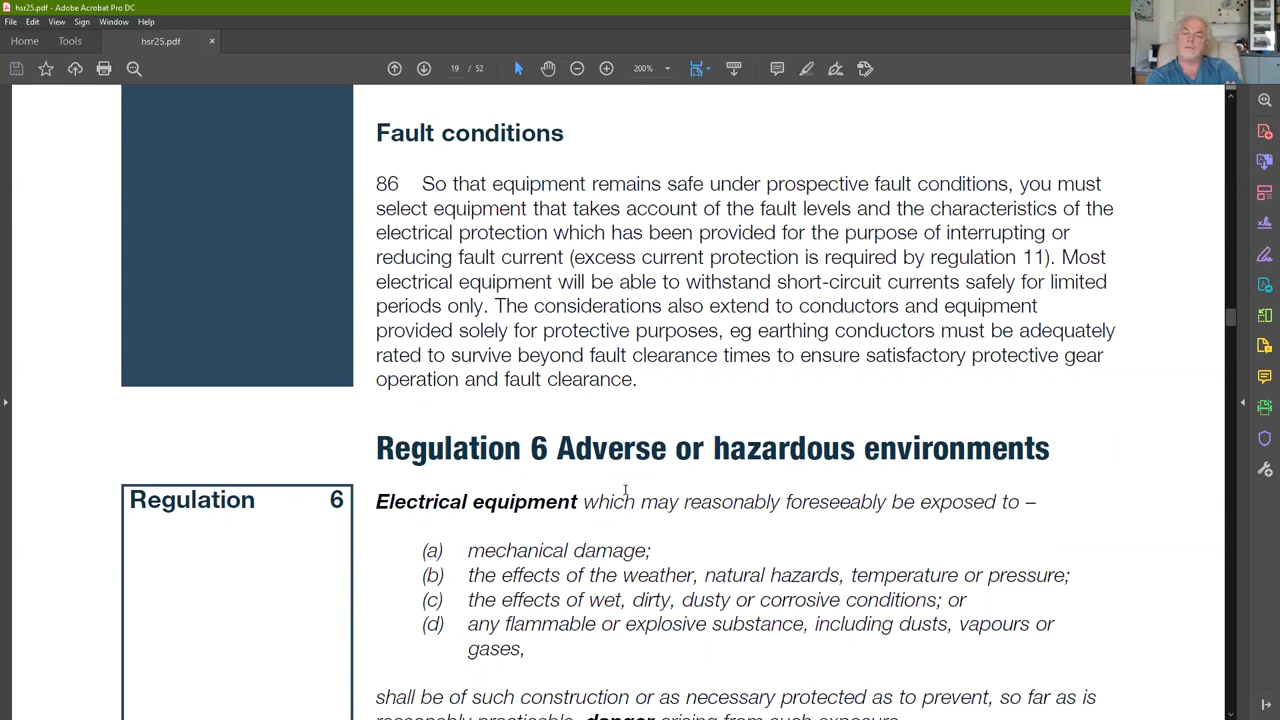 hsr25.pdf - Adobe Acrobat Pro DC
File Edit View Sign Window Help
Home Tools hsr25.pdf ×
19 / 52 200%
Fault conditions
86 So that equipment remains safe under prospective fault conditions, you must
select equipment that takes account of the fault levels and the characteristics of the
electrical protection which has been provided for the purpose of interrupting or
reducing fault current (excess current protection is required by regulation 11). Most
electrical equipment will be able to withstand short-circuit currents safely for limited
periods only. The considerations also extend to conductors and equipment
provided solely for protective purposes, eg earthing conductors must be adequately
rated to survive beyond fault clearance times to ensure satisfactory protective gear
operation and fault clearance.
Regulation 6 Adverse or hazardous environments
Regulation 6
Electrical equipment which may reasonably foreseeably be exposed to –
(a) mechanical damage;
(b) the effects of the weather, natural hazards, temperature or pressure;
(c) the effects of wet, dirty, dusty or corrosive conditions; or
(d) any flammable or explosive substance, including dusts, vapours or
gases,
shall be of such construction or as necessary protected as to prevent, so far as is
reasonably practicable, danger arising from such exposure.